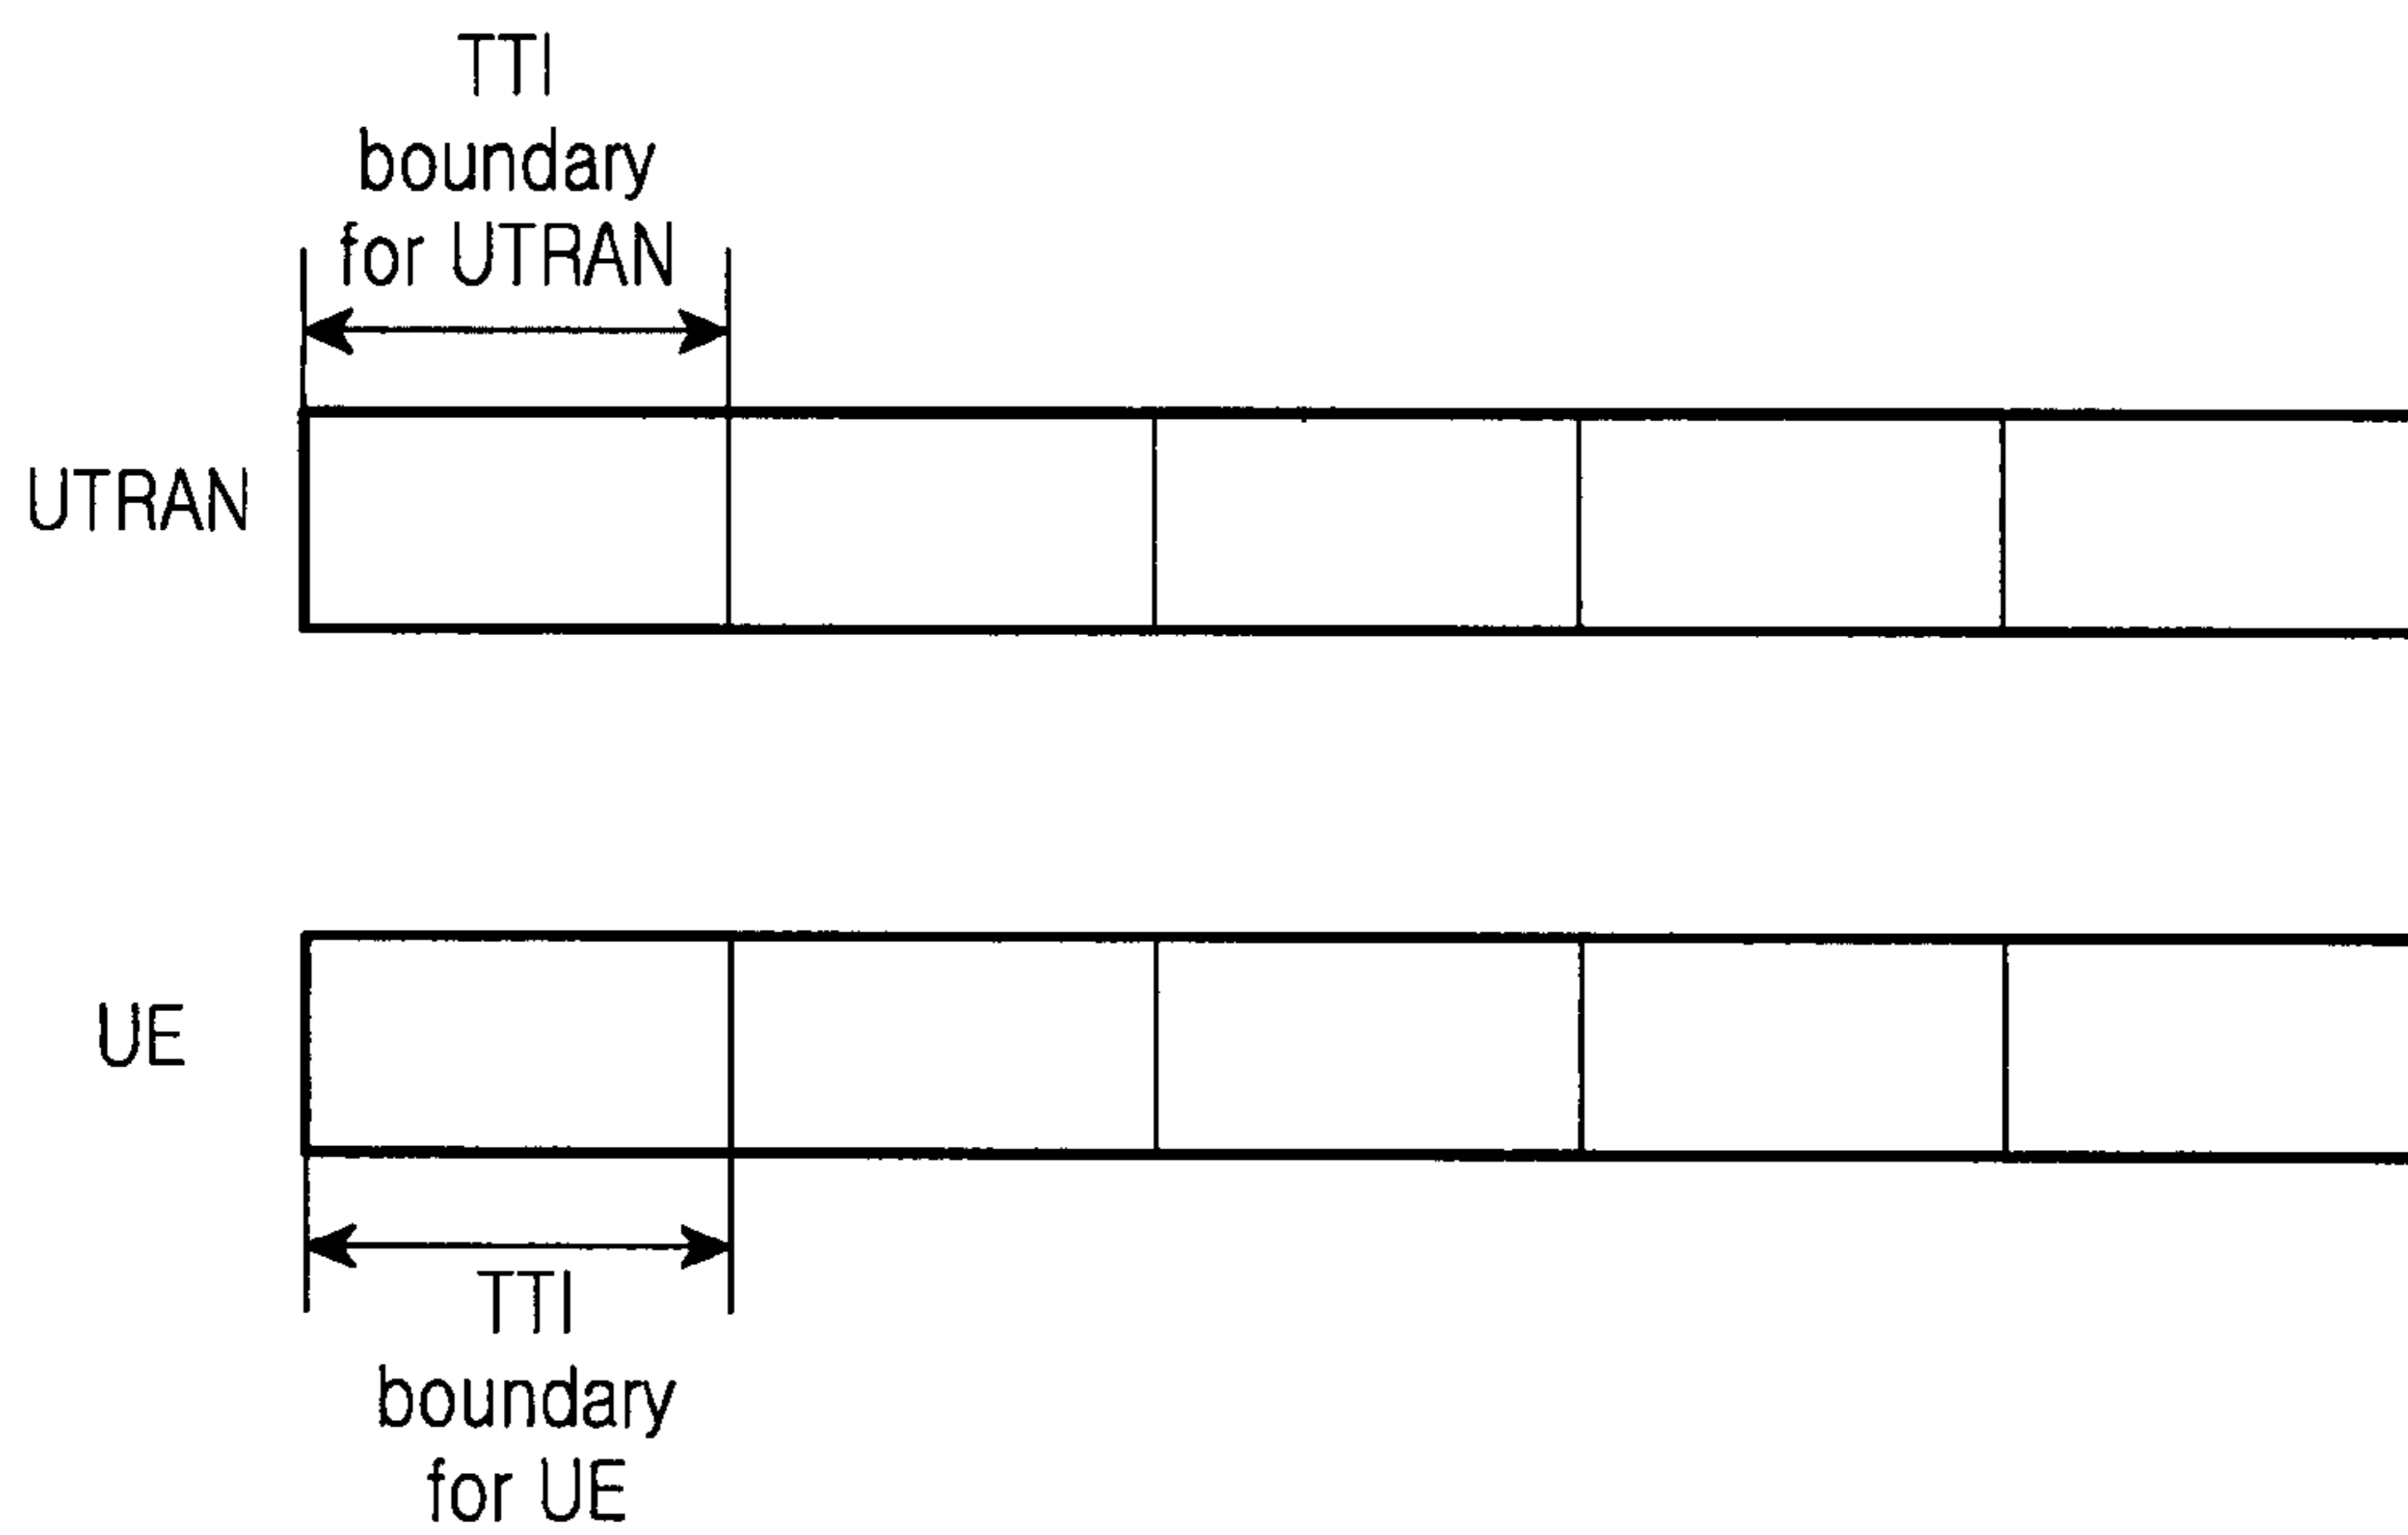 TTI
boundary
for UTRAN
UTRAN
UE
TTI
boundary
for UE